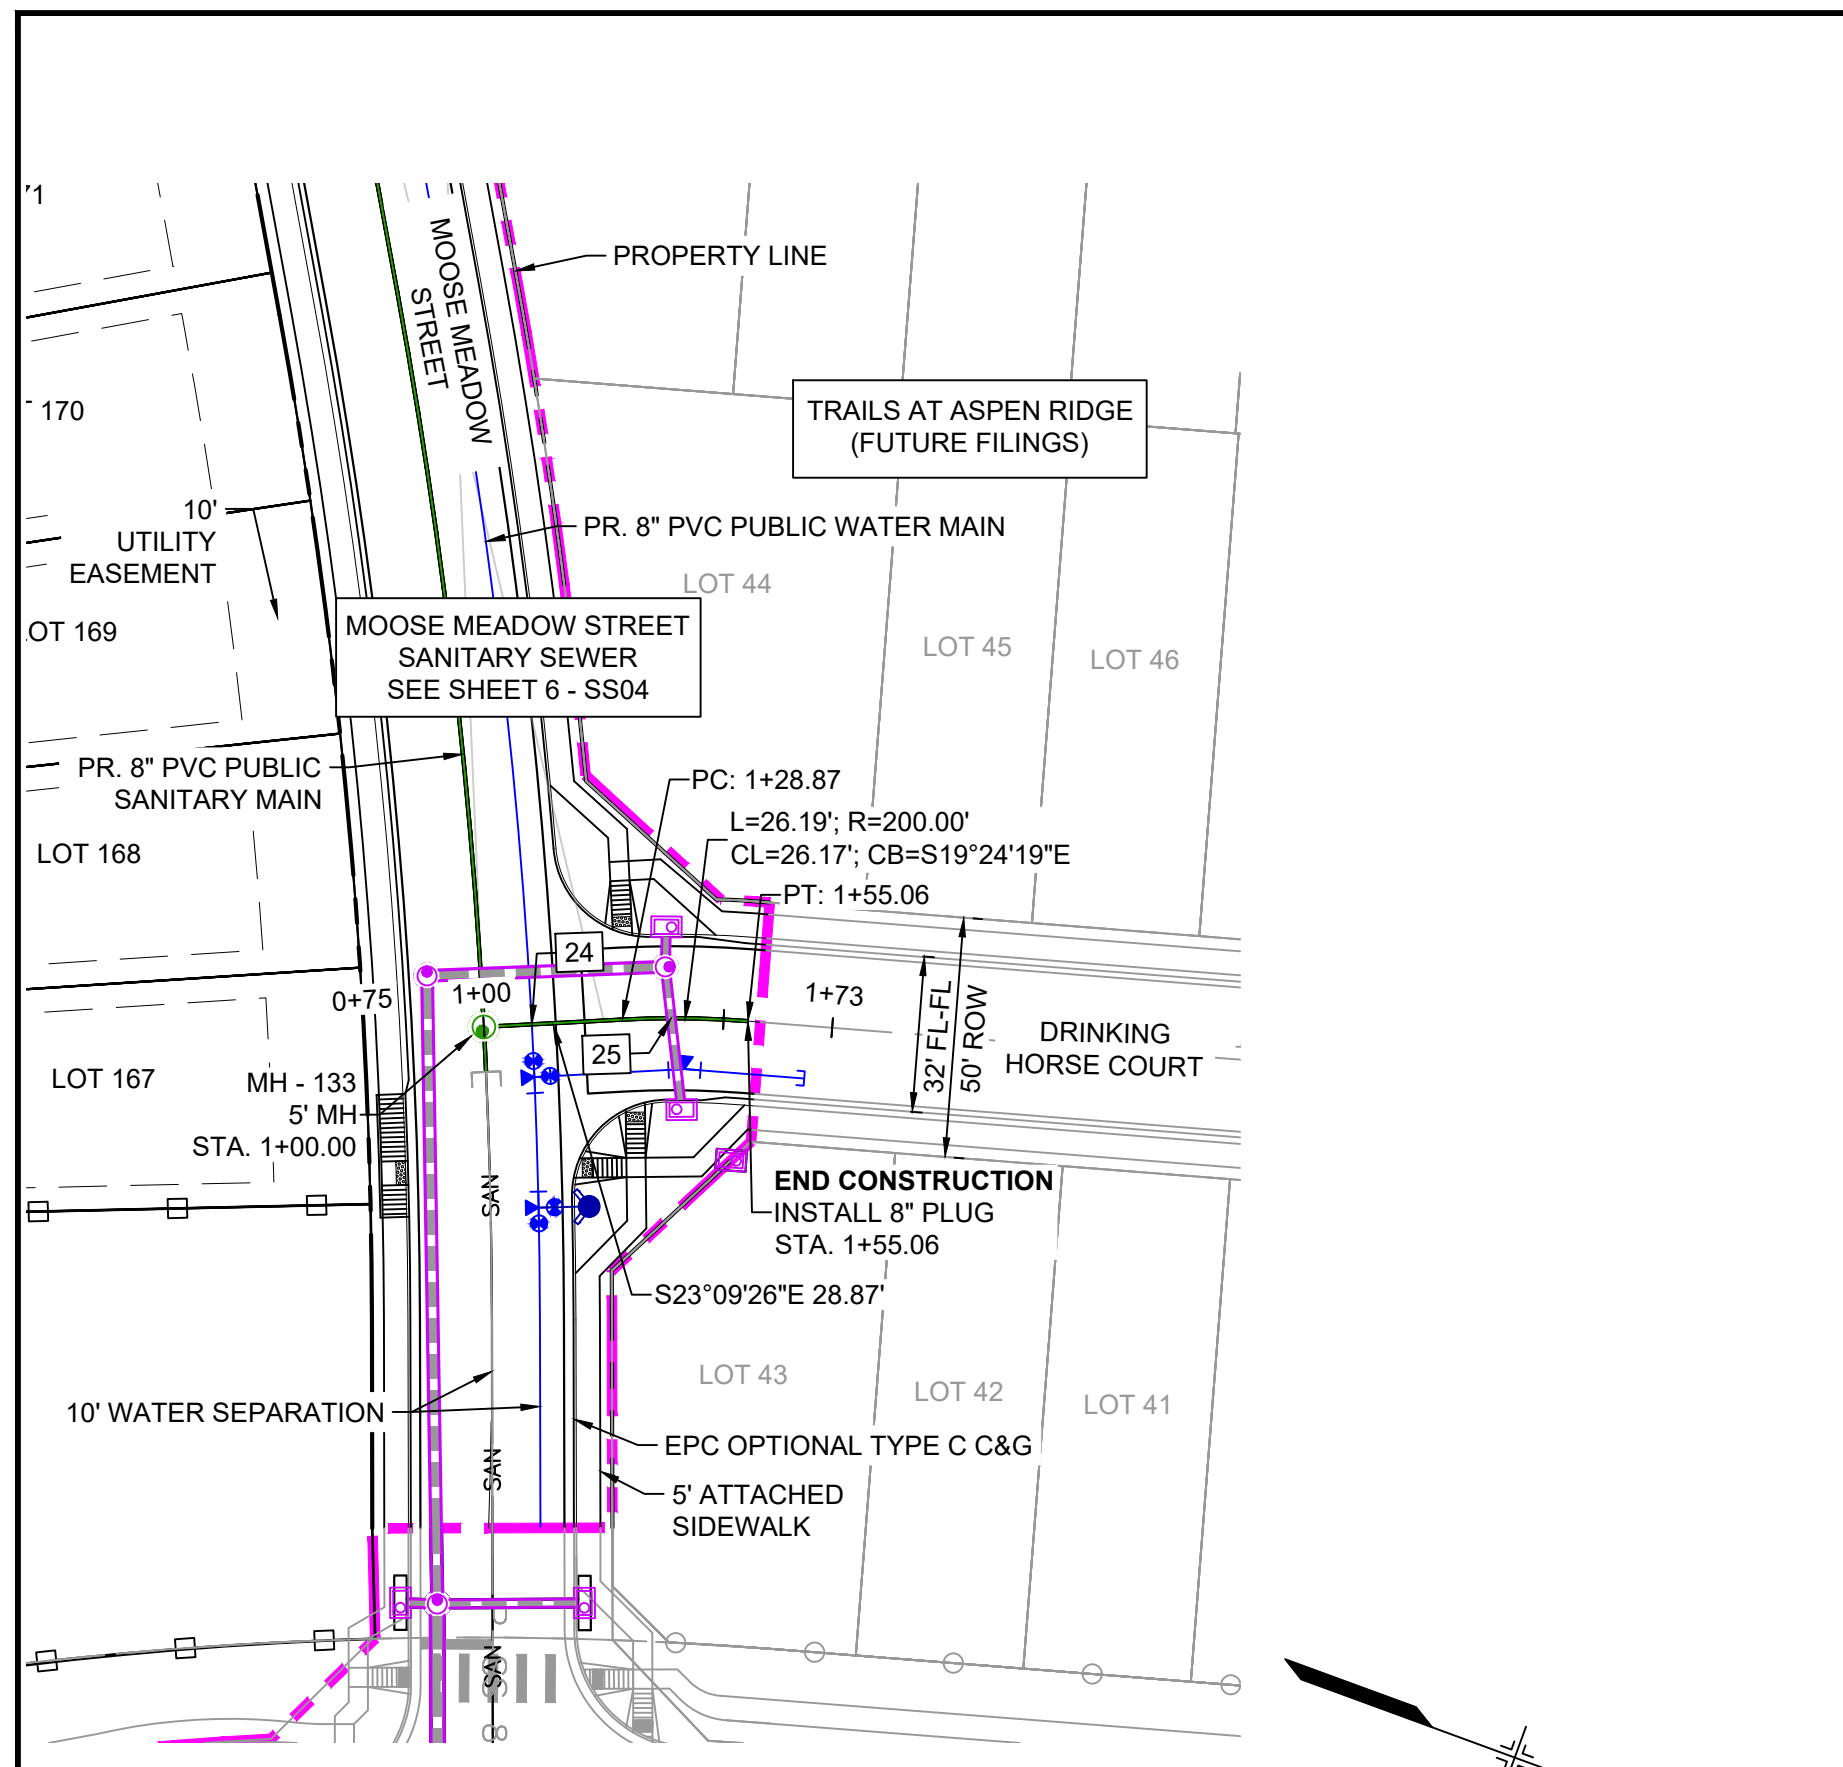 71
PROPERTY LINE
MOOSE MEADOW
STREET
170
TRAILS AT ASPEN RIDGE
(FUTURE FILINGS)
10'
UTILITY
EASEMENT
PR. 8" PVC PUBLIC WATER MAIN
LOT 44
LOT 45
LOT 46
LOT 169
MOOSE MEADOW STREET
SANITARY SEWER
SEE SHEET 6 - SS04
PR. 8" PVC PUBLIC
SANITARY MAIN
PC: 1+28.87
L=26.19'; R=200.00'
CL=26.17'; CB=S19°24'19"E
PT: 1+55.06
LOT 168
24
0+75
1+00
1+73
32' FL-FL
50' ROW
DRINKING
HORSE COURT
25
LOT 167
MH - 133
5' MH
STA. 1+00.00
END CONSTRUCTION
INSTALL 8" PLUG
STA. 1+55.06
SAN
S23°09'26"E 28.87'
LOT 43
LOT 42
LOT 41
10' WATER SEPARATION
EPC OPTIONAL TYPE C C&G
SAN
5' ATTACHED
SIDEWALK
SAN
8